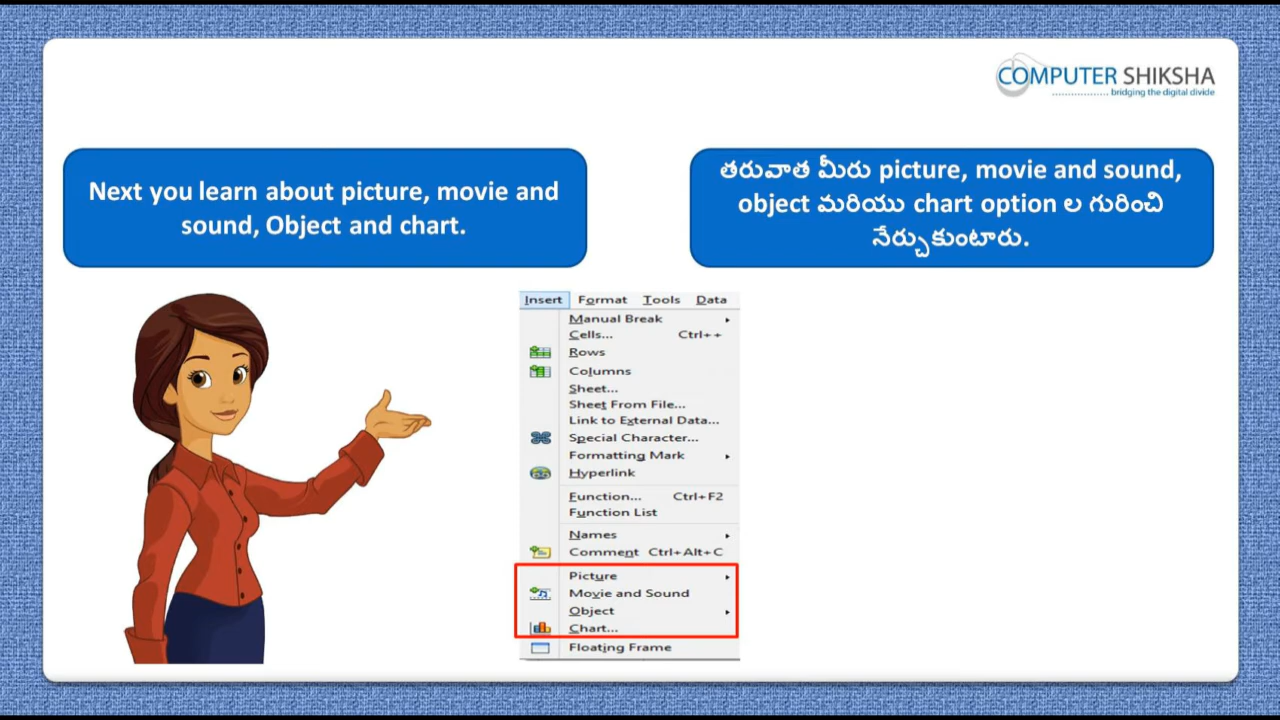 COMPUTER SHIKSHA
.................. bridging the digital divide
Next you learn about picture, movie and
sound, Object and chart.
తరువాత మీరు picture, movie and sound,
object మరియు chart option ల గురించి
నేర్చుకుంటారు.
Insert Format Tools Data
Manual Break
Cells... Ctrl++
Rows
Columns
Sheet...
Sheet From File...
Link to External Data...
Special Character...
Formatting Mark
Hyperlink
Function... Ctrl+F2
Function List
Names
Comment Ctrl+Alt+C
Picture
Movie and Sound
Object
Chart...
Floating Frame